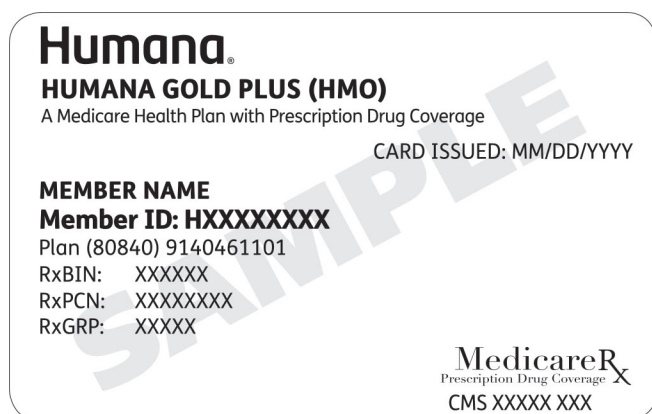 Humana®
HUMANA GOLD PLUS (HMO)
A Medicare Health Plan with Prescription Drug Coverage
CARD ISSUED: MM/DD/YYYY
MEMBER NAME
Member ID: HXXXXXXXX
Plan (80840) 9140461101
RxBIN: XXXXXX
RxPCN: XXXXXXXX
RxGRP: XXXXX
SAMPLE
MedicareRx
Prescription Drug Coverage
CMS XXXXX XXX